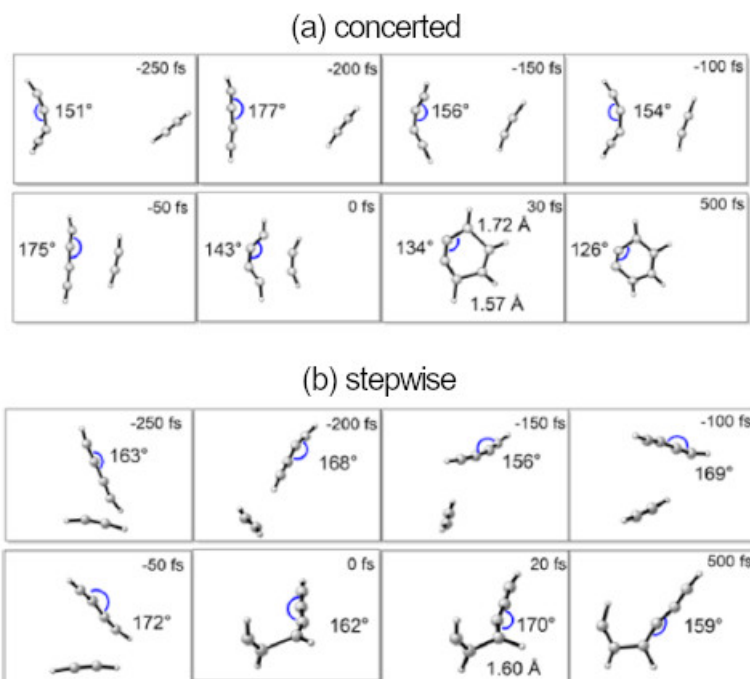 (a) concerted
-250 fs
151°
-200 fs
177°
-150 fs
156°
-100 fs
154°
-50 fs
175°
0 fs
143°
30 fs
1.72 Å
134°
1.57 Å
500 fs
126°
(b) stepwise
-250 fs
163°
-200 fs
168°
-150 fs
156°
-100 fs
169°
-50 fs
172°
0 fs
162°
20 fs
170°
1.60 Å
500 fs
159°